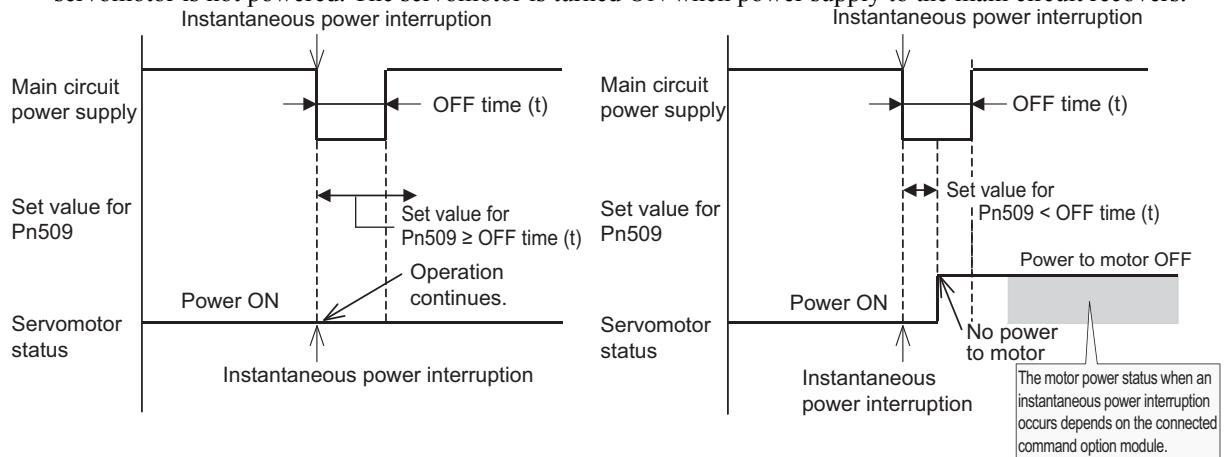 servomotor is not powered. The servomotor is turned ON when power supply to the main circuit recovers.
Instantaneous power interruption
Main circuit
power supply
OFF time (t)
Set value for
Pn509
Set value for
Pn509 ≥ OFF time (t)
Operation
continues.
Power ON
Servomotor
status
Instantaneous power interruption
Instantaneous power interruption
Main circuit
power supply
OFF time (t)
Set value for
Pn509
Set value for
Pn509 < OFF time (t)
Power to motor OFF
Power ON
Servomotor
status
No power
to motor
Instantaneous
power interruption
The motor power status when an
instantaneous power interruption
occurs depends on the connected
command option module.